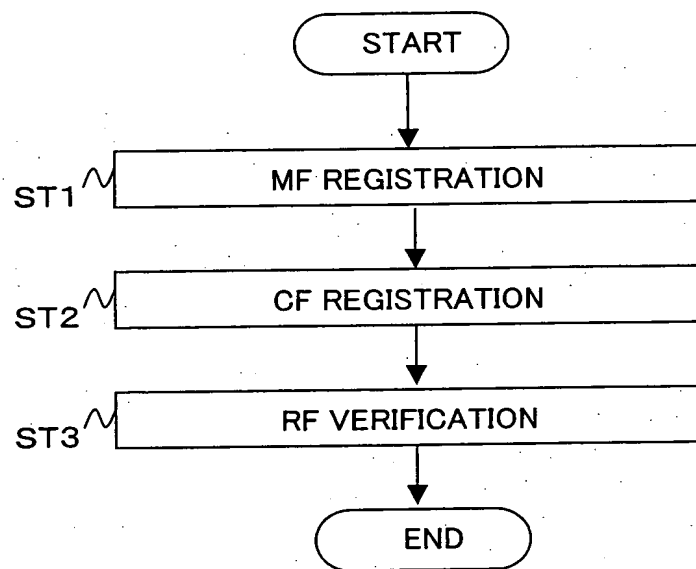 START
ST1
MF REGISTRATION
ST2
CF REGISTRATION
ST3
RF VERIFICATION
END